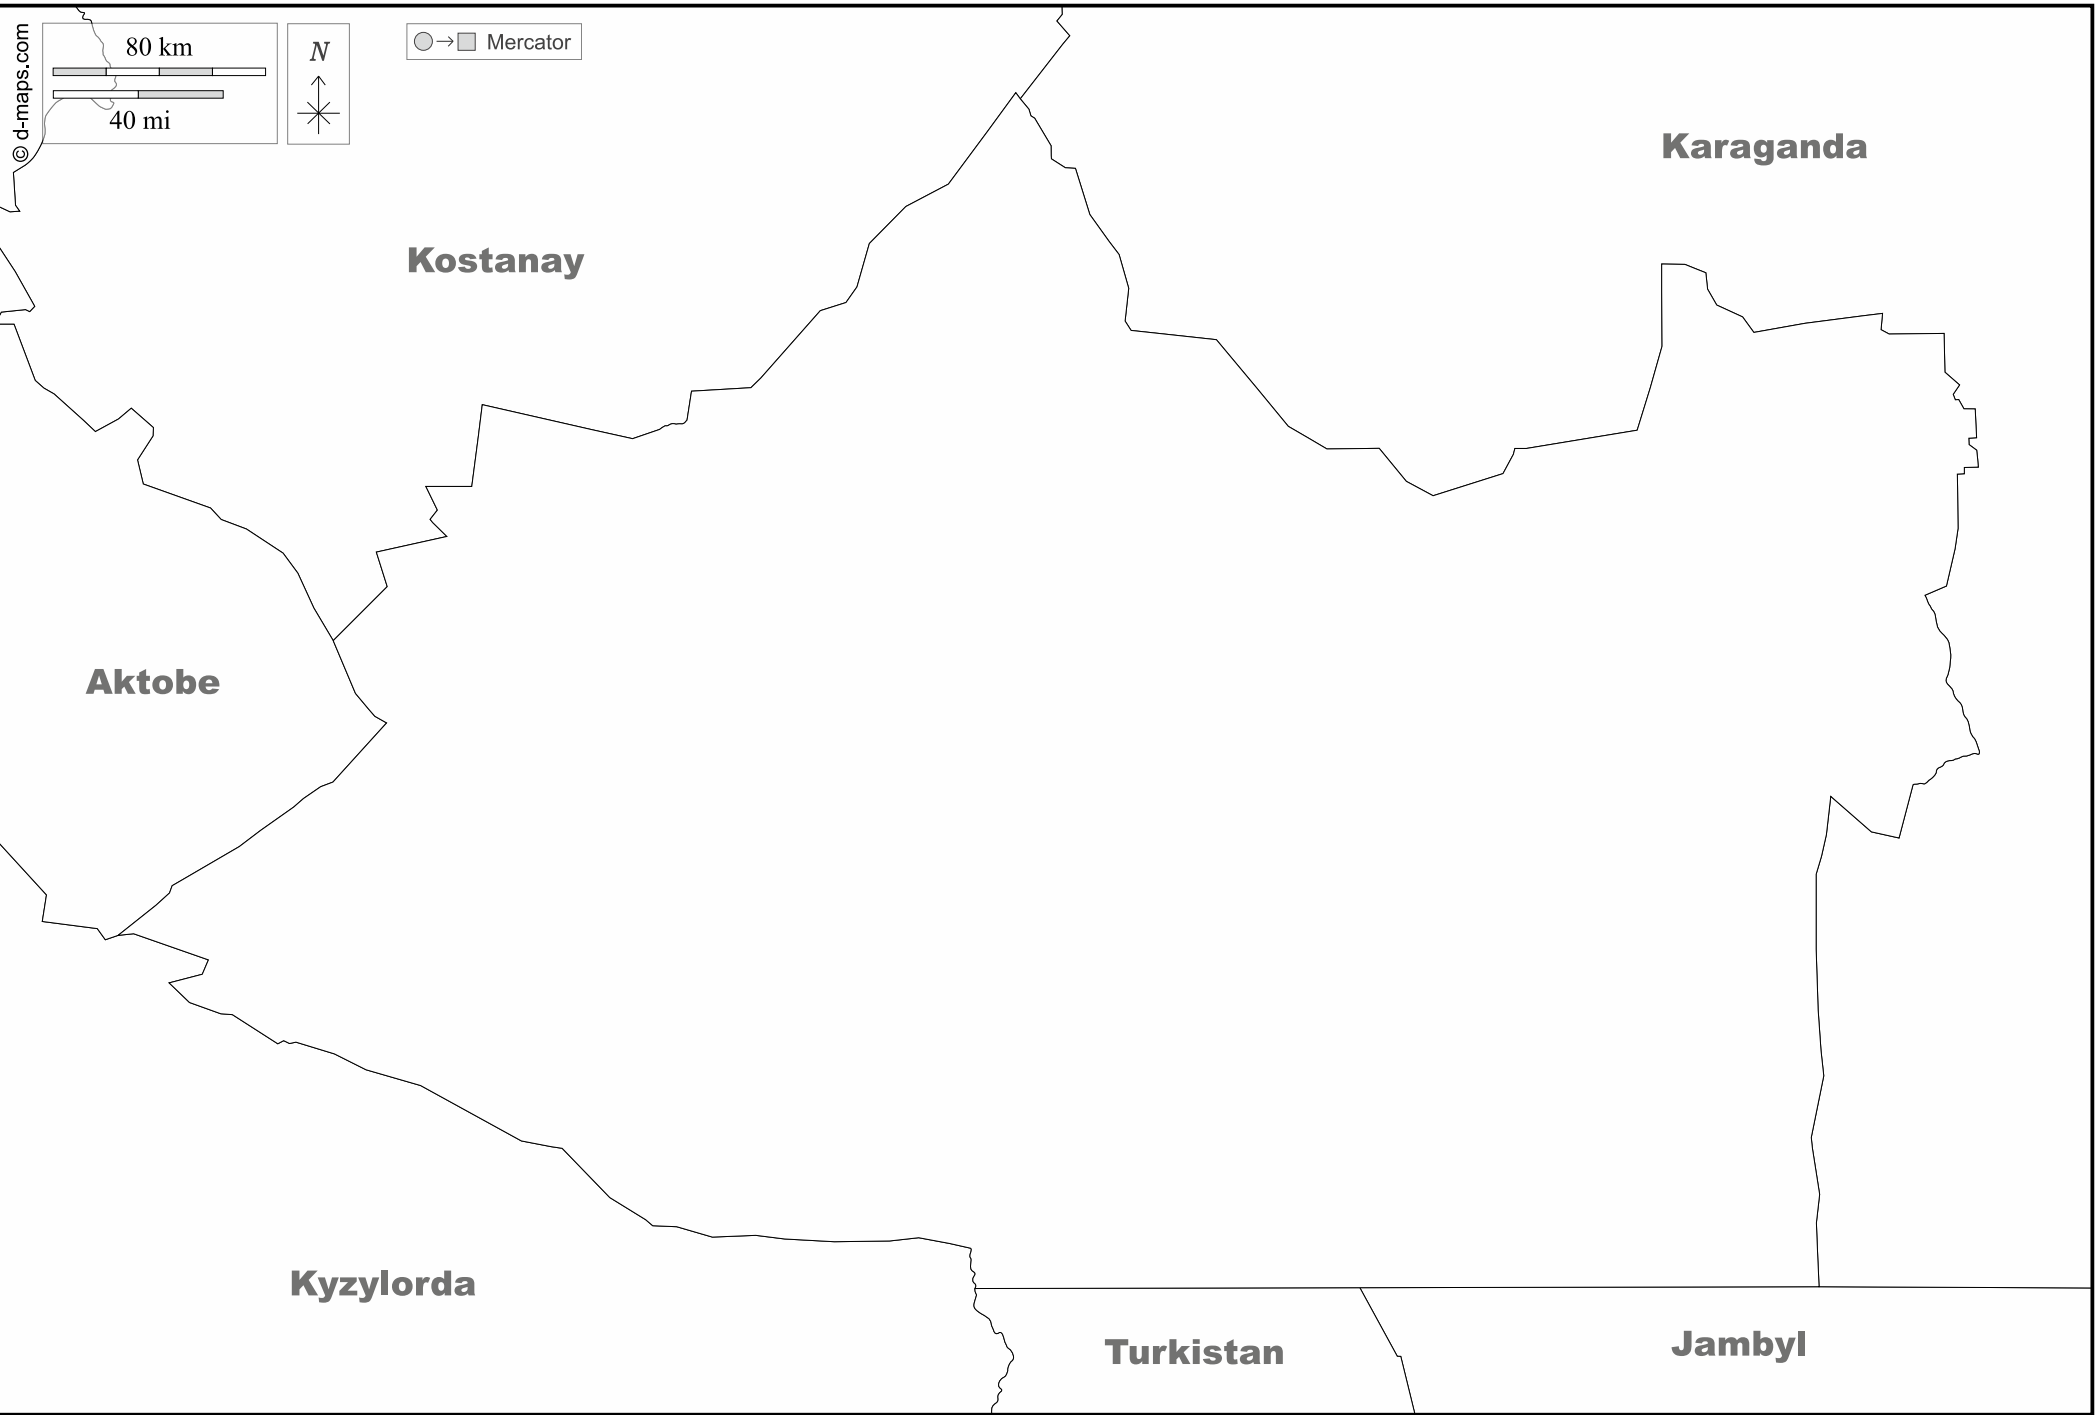 © d-maps.com
80 km
40 mi
N
Mercator
Karaganda
Kostanay
Aktobe
Kyzylorda
Turkistan
Jambyl